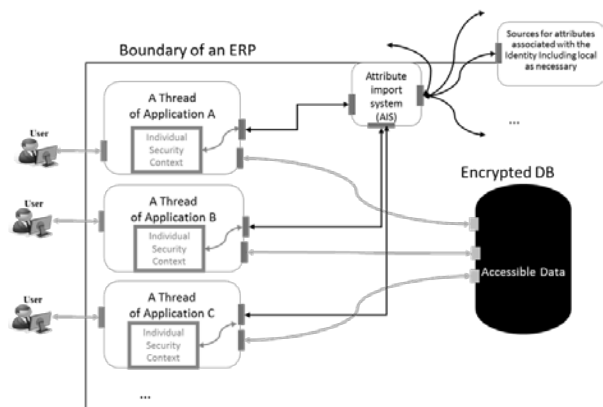 Boundary of an ERP
Sources for attributes
associated with the
Identity Including local
as necessary
...
Attribute
import
system
(AIS)
User
A Thread
of Application A
Individual
Security
Context
User
A Thread
of Application B
Individual
Security
Context
User
A Thread
of Application C
Individual
Security
Context
...
Encrypted DB
Accessible Data